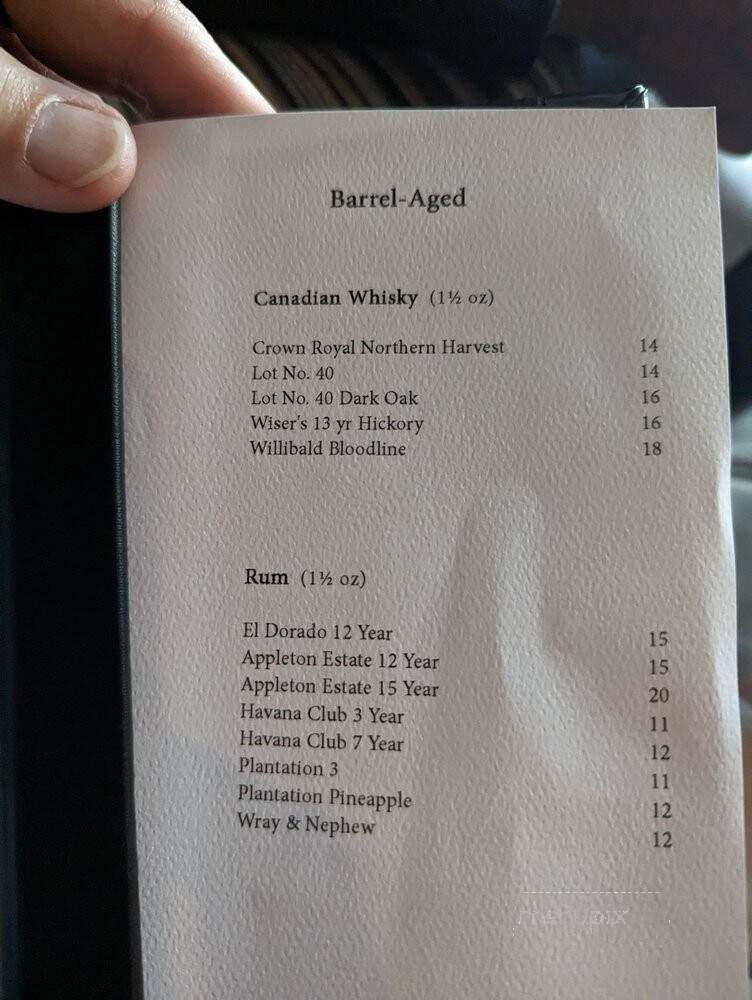 Barrel-Aged
Canadian Whisky (1½ oz)
Crown Royal Northern Harvest 14
Lot No. 40 14
Lot No. 40 Dark Oak 16
Wiser's 13 yr Hickory 16
Willibald Bloodline 18
Rum (1½ oz)
El Dorado 12 Year 15
Appleton Estate 12 Year 15
Appleton Estate 15 Year 20
Havana Club 3 Year 11
Havana Club 7 Year 12
Plantation 3 11
Plantation Pineapple 12
Wray & Nephew 12
menupix